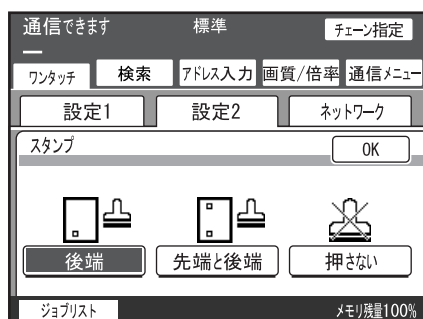 通信できます 標準 チェーン指定
ワンタッチ 検索 アドレス入力 画質/倍率 通信メニュー
設定1 設定2 ネットワーク
スタンプ OK
後端 先端と後端 押さない
ジョブリスト メモリ残量100%